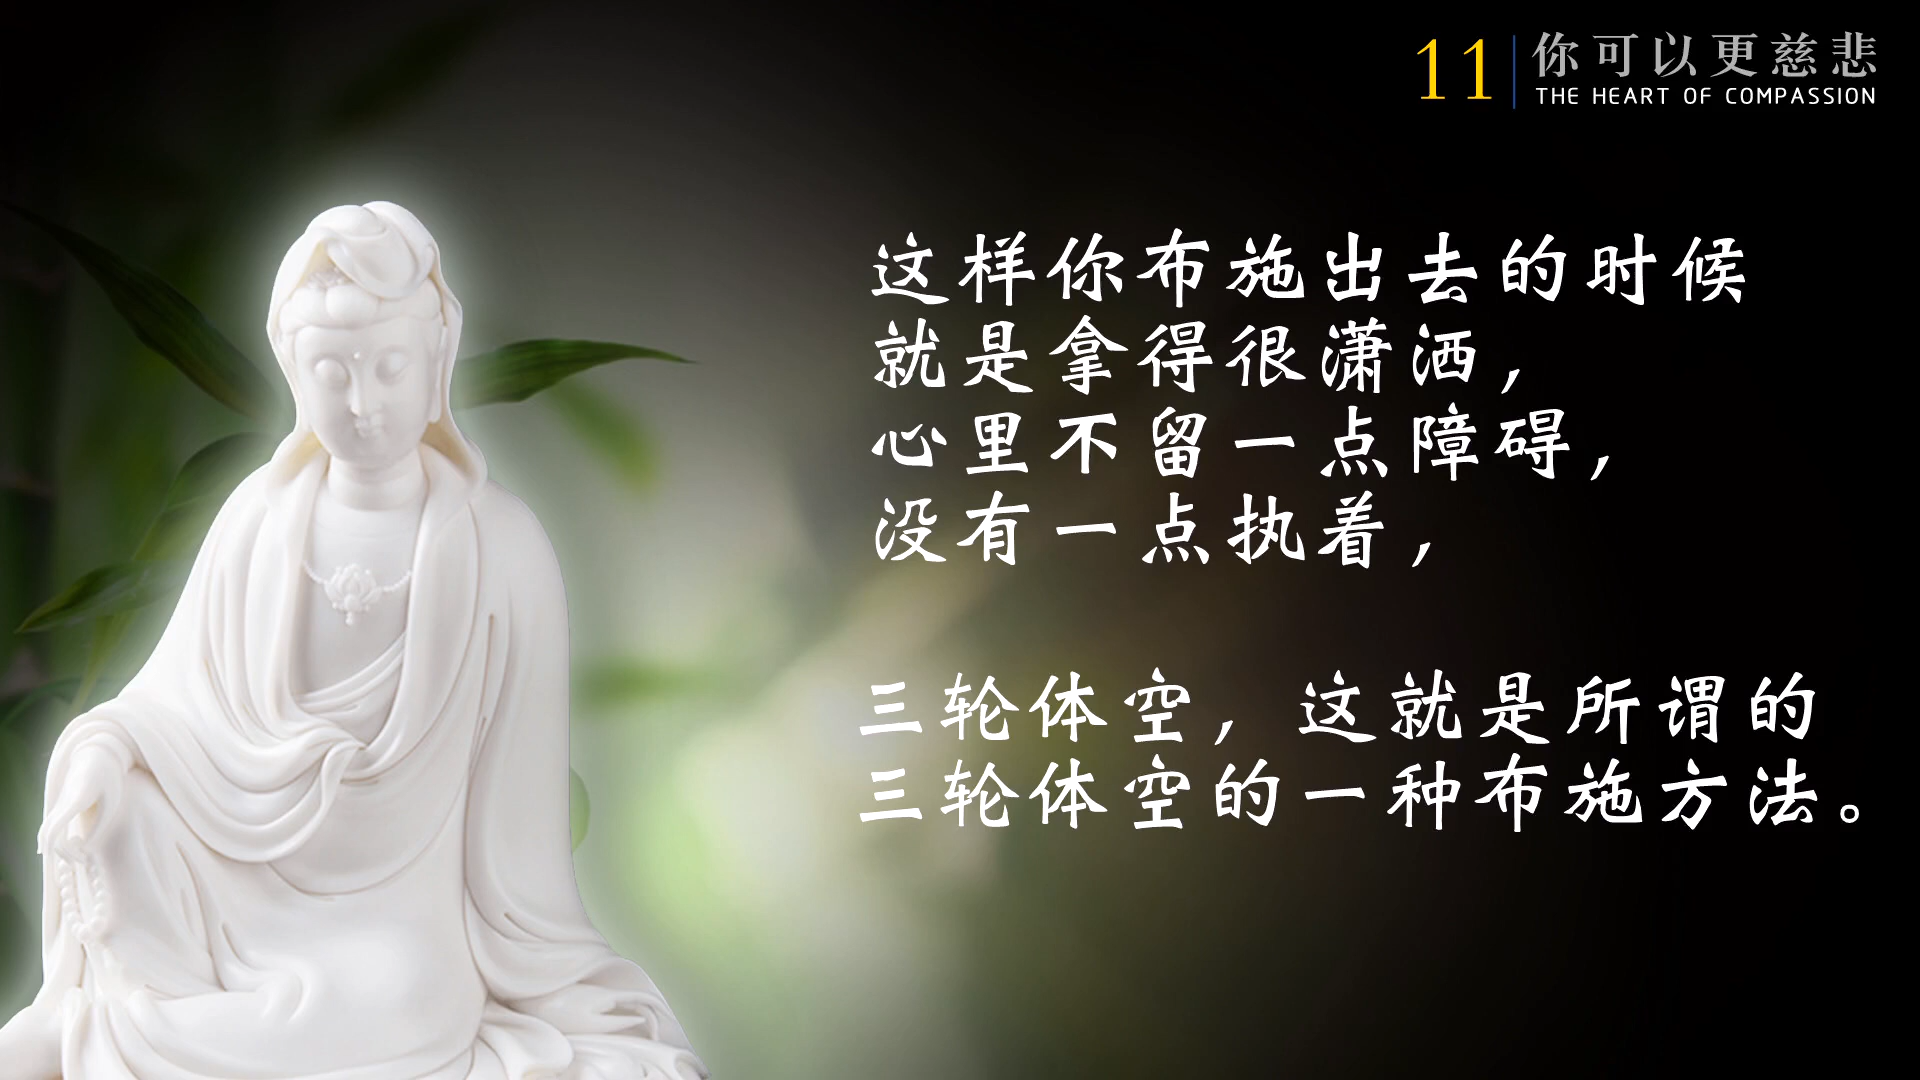 11 你可以更慈悲
THE HEART OF COMPASSION
这样你布施出去的时候
就是拿得很潇洒，
心里不留一点障碍，
没有一点执着，
三轮体空，这就是所谓的
三轮体空的一种布施方法。